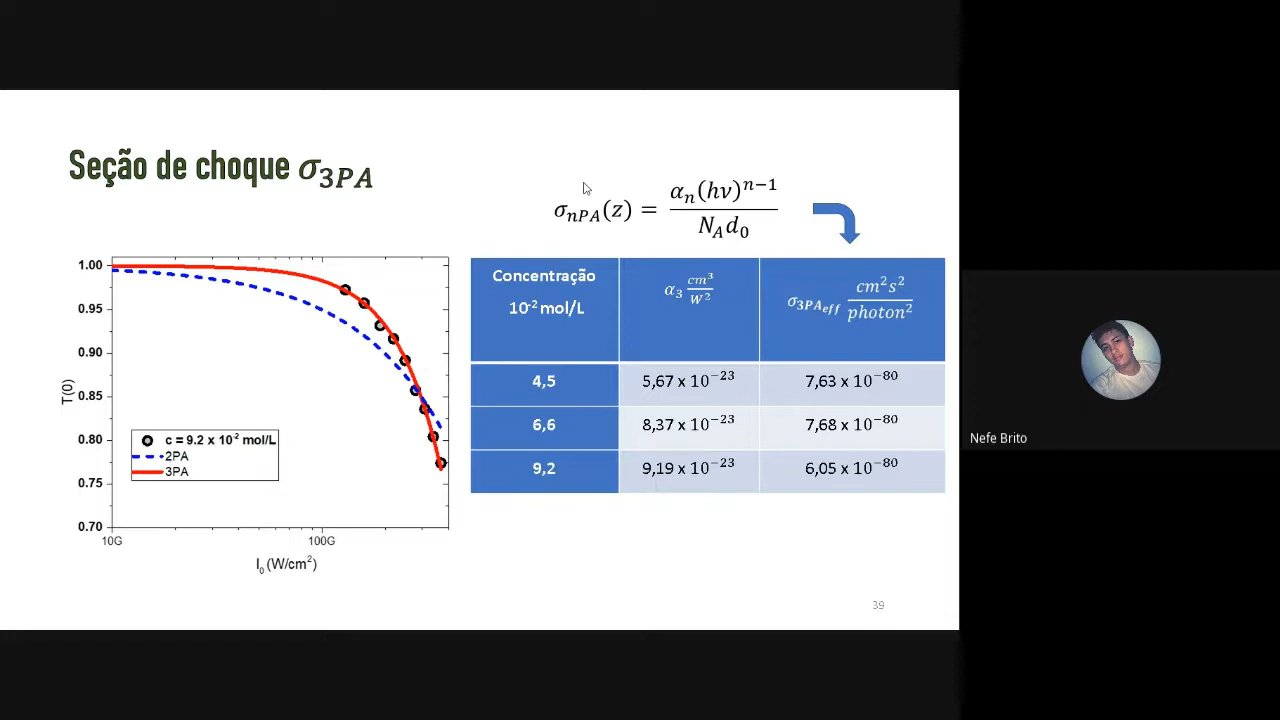 Seção de choque σ3PA
σnPA(z) = αn(hν)^(n−1) / (N_A d_0)
1.00
0.95
0.90
0.85
0.80
0.75
0.70
T(0)
c = 9.2 x 10^-2 mol/L
2PA
3PA
10G 100G
I0 (W/cm²)
Concentração α3 cm³/W² σ3PAeff cm²s²/photon²
10^-2 mol/L
4,5 5,67 x 10^−23 7,63 x 10^−80
6,6 8,37 x 10^−23 7,68 x 10^−80
9,2 9,19 x 10^−23 6,05 x 10^−80
39
Nefe Brito